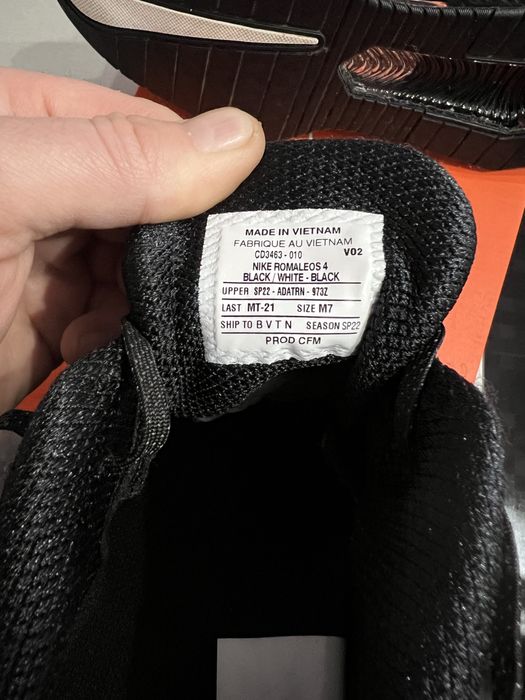 MADE IN VIETNAM
FABRIQUE AU VIETNAM
CD3463 - 010 V02
NIKE ROMALEOS 4
BLACK / WHITE - BLACK
UPPER SP22 - ADATRN - 973Z
LAST MT-21 SIZE M7
SHIP TO B V T N SEASON SP22
PROD CFM